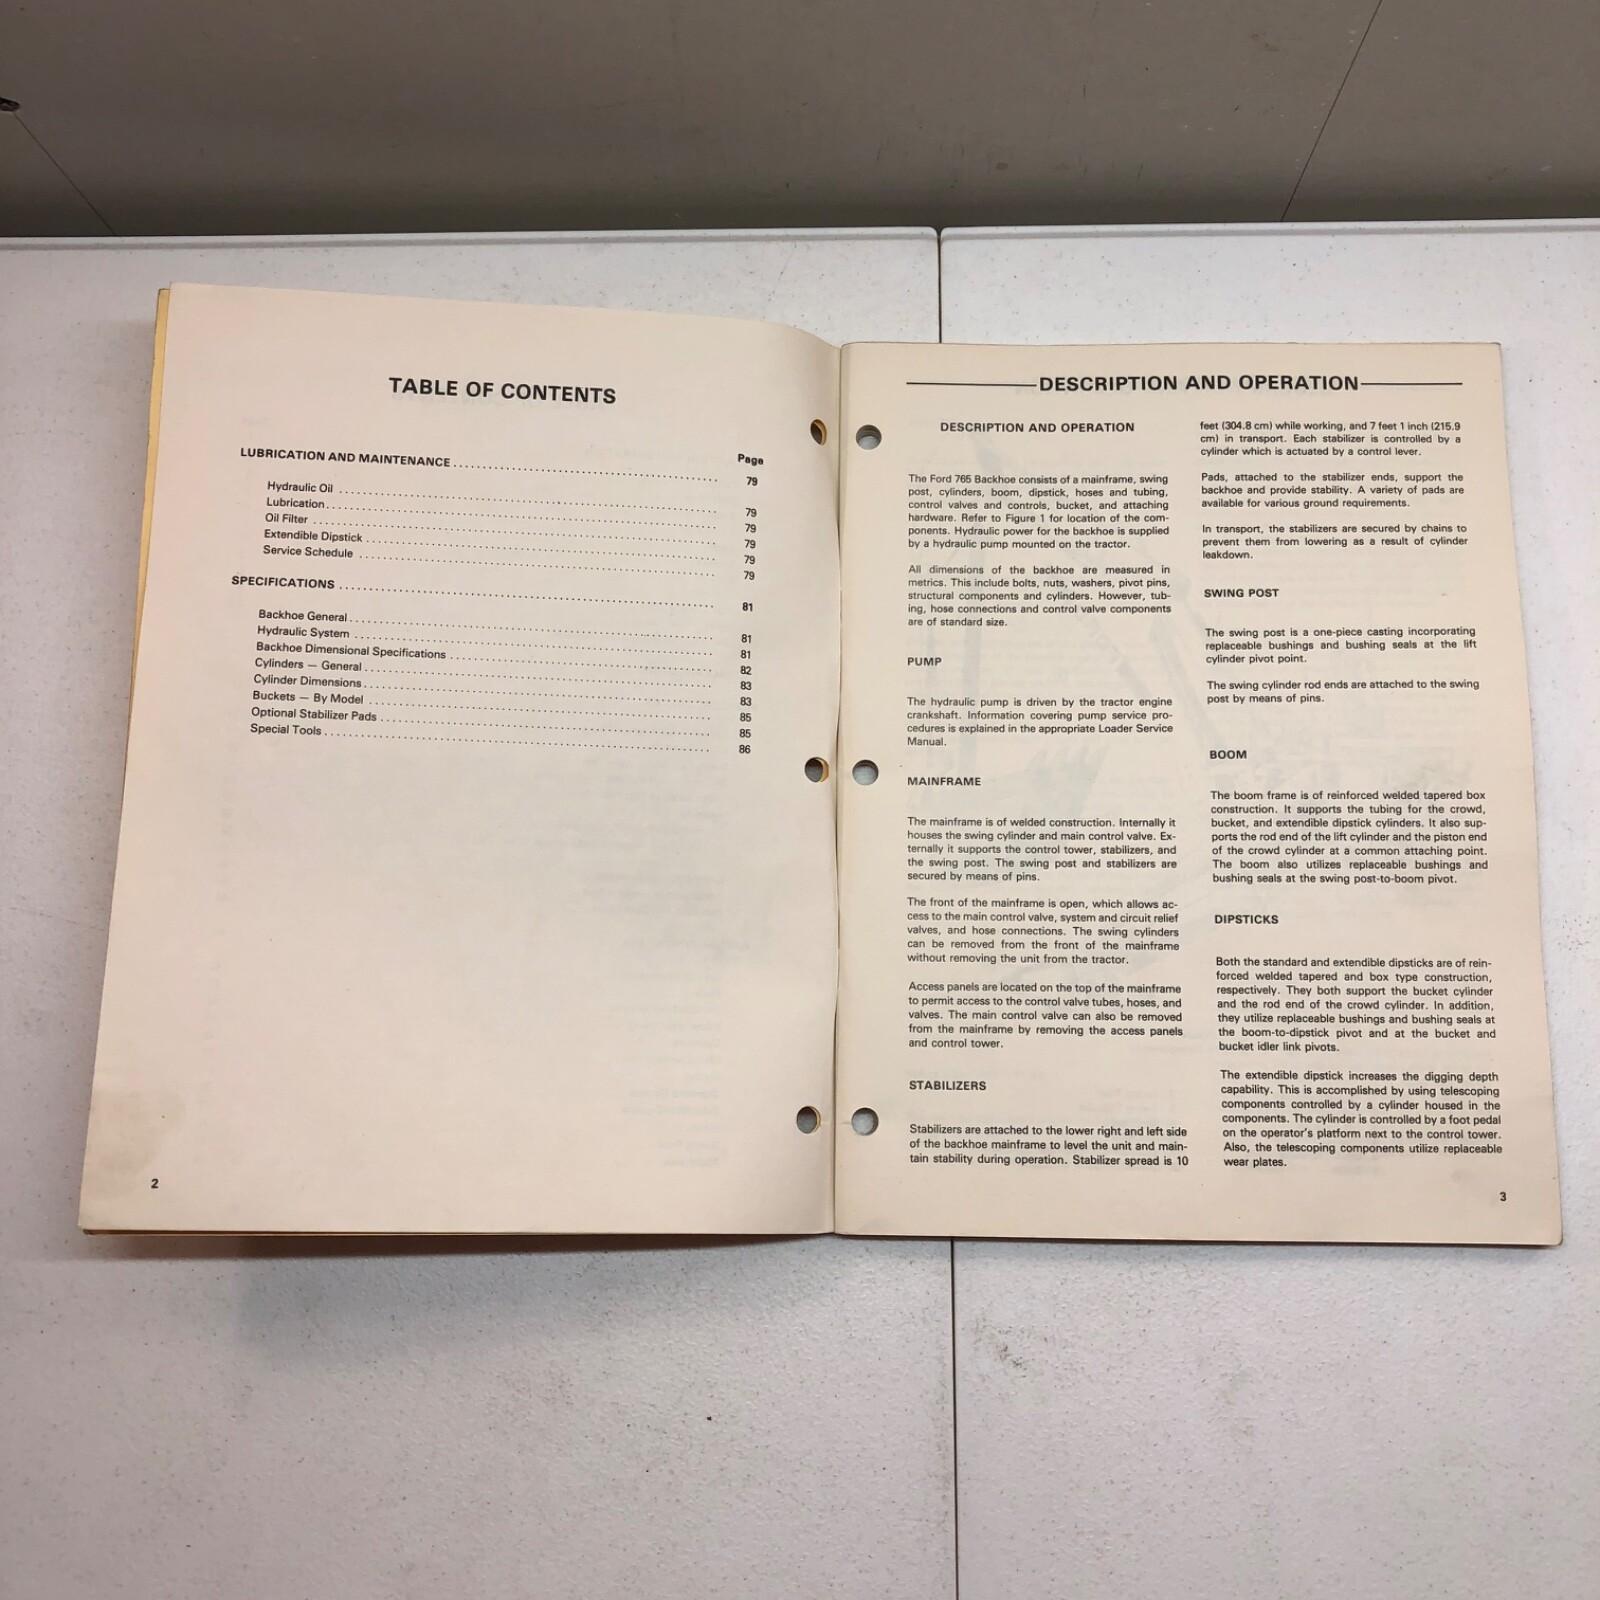 TABLE OF CONTENTS
Page
LUBRICATION AND MAINTENANCE 79
Hydraulic Oil 79
Lubrication 79
Oil Filter 79
Extendible Dipstick 79
Service Schedule 79
SPECIFICATIONS 81
Backhoe General 81
Hydraulic System 81
Backhoe Dimensional Specifications 82
Cylinders — General 83
Cylinder Dimensions 83
Buckets — By Model 85
Optional Stabilizer Pads 85
Special Tools 86
2
DESCRIPTION AND OPERATION
DESCRIPTION AND OPERATION
The Ford 765 Backhoe consists of a mainframe, swing
post, cylinders, boom, dipstick, hoses and tubing,
control valves and controls, bucket, and attaching
hardware. Refer to Figure 1 for location of the com-
ponents. Hydraulic power for the backhoe is supplied
by a hydraulic pump mounted on the tractor.
All dimensions of the backhoe are measured in
metrics. This include bolts, nuts, washers, pivot pins,
structural components and cylinders. However, tub-
ing, hose connections and control valve components
are of standard size.
PUMP
The hydraulic pump is driven by the tractor engine
crankshaft. Information covering pump service pro-
cedures is explained in the appropriate Loader Service
Manual.
MAINFRAME
The mainframe is of welded construction. Internally it
houses the swing cylinder and main control valve. Ex-
ternally it supports the control tower, stabilizers, and
the swing post. The swing post and stabilizers are
secured by means of pins.
The front of the mainframe is open, which allows ac-
cess to the main control valve, system and circuit relief
valves, and hose connections. The swing cylinders
can be removed from the front of the mainframe
without removing the unit from the tractor.
Access panels are located on the top of the mainframe
to permit access to the control valve tubes, hoses, and
valves. The main control valve can also be removed
from the mainframe by removing the access panels
and control tower.
STABILIZERS
Stabilizers are attached to the lower right and left side
of the backhoe mainframe to level the unit and main-
tain stability during operation. Stabilizer spread is 10
feet (304.8 cm) while working, and 7 feet 1 inch (215.9
cm) in transport. Each stabilizer is controlled by a
cylinder which is actuated by a control lever.
Pads, attached to the stabilizer ends, support the
backhoe and provide stability. A variety of pads are
available for various ground requirements.
In transport, the stabilizers are secured by chains to
prevent them from lowering as a result of cylinder
leakdown.
SWING POST
The swing post is a one-piece casting incorporating
replaceable bushings and bushing seals at the lift
cylinder pivot point.
The swing cylinder rod ends are attached to the swing
post by means of pins.
BOOM
The boom frame is of reinforced welded tapered box
construction. It supports the tubing for the crowd,
bucket, and extendible dipstick cylinders. It also sup-
ports the rod end of the lift cylinder and the piston end
of the crowd cylinder at a common attaching point.
The boom also utilizes replaceable bushings and
bushing seals at the swing post-to-boom pivot.
DIPSTICKS
Both the standard and extendible dipsticks are of rein-
forced welded tapered and box type construction,
respectively. They both support the bucket cylinder
and the rod end of the crowd cylinder. In addition,
they utilize replaceable bushings and bushing seals at
the boom-to-dipstick pivot and at the bucket and
bucket idler link pivots.
The extendible dipstick increases the digging depth
capability. This is accomplished by using telescoping
components controlled by a cylinder housed in the
components. The cylinder is controlled by a foot pedal
on the operator's platform next to the control tower.
Also, the telescoping components utilize replaceable
wear plates.
3